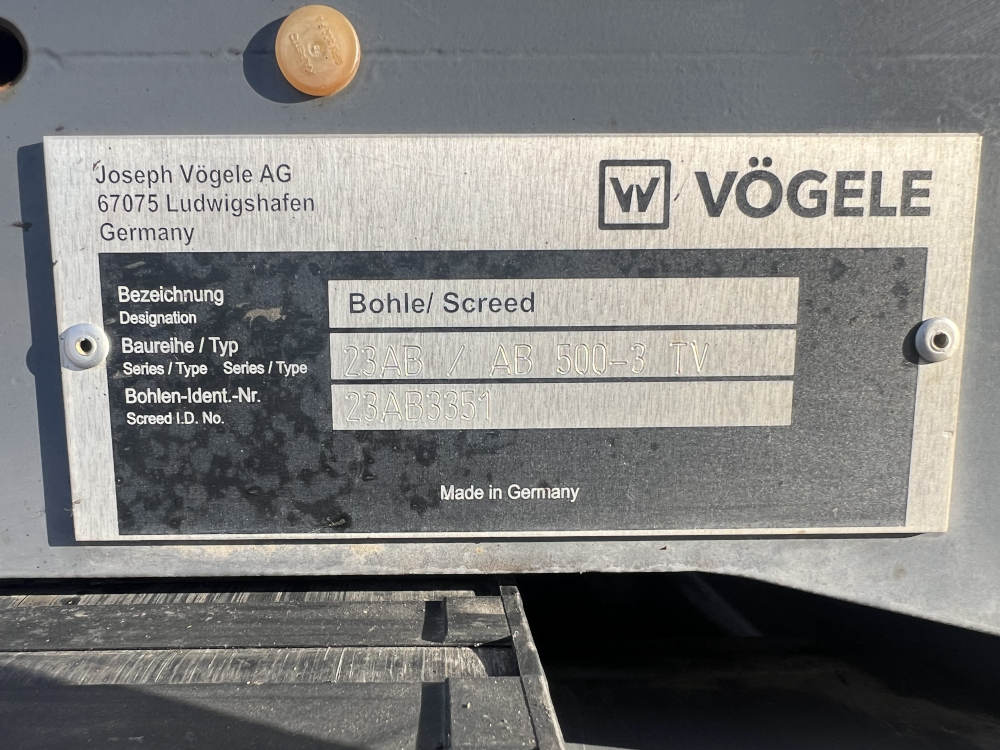 Joseph Vögele AG
67075 Ludwigshafen
Germany
VÖGELE
Bezeichnung
Designation
Bohle/ Screed
Baureihe / Typ
Series / Type Series / Type
23AB / AB 500-3 TV
Bohlen-Ident.-Nr.
Screed I.D. No.
23AB3351
Made in Germany